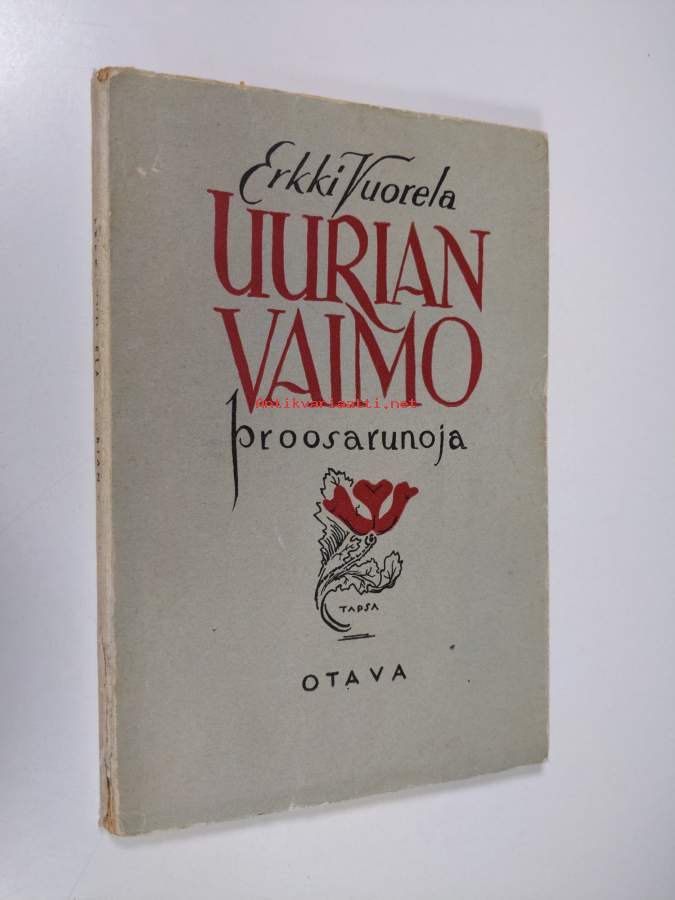 Erkki Vuorela
UURIAN
VAIMO
Antikvariaatti.net
proosarunoja
TAPSA
OTAVA